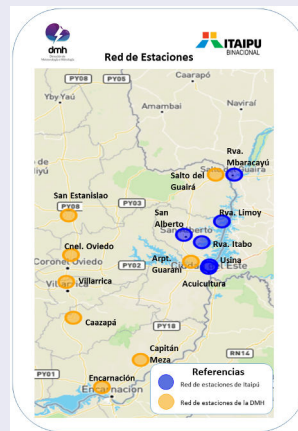 dmh
ITAIPU
BINACIONAL
Red de Estaciones
PY08
PY05
Caarapó
Yby Yaú
Amambai
Naviraí
Rva.
Mbaracayú
Salto del
Guairá
San Estanislao
PY03
PY08
San
Alberto
Rva. Limoy
Rva. Itabo
Cnel. Oviedo
Coronel Oviedo
Arpt.
Guaraní
Usina
PY02
Acuicultura
Villarrica
Caazapá
PY18
Capitán
Meza
RN14
PY01
Encarnación
Encarnación
Referencias
Red de estaciones de Itaipú
Red de estaciones de la DMH